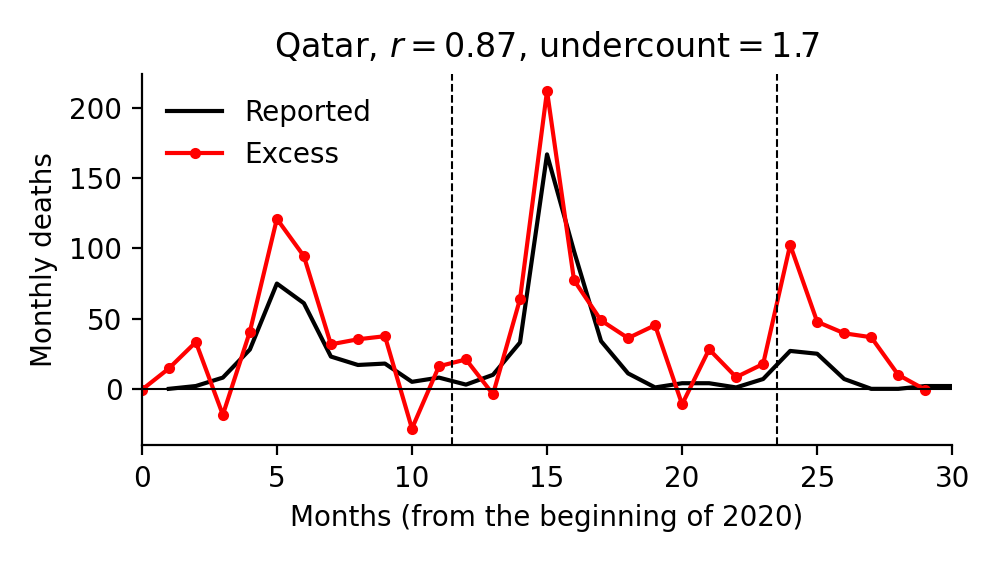 Qatar, r = 0.87, undercount = 1.7
Reported
Excess
Monthly deaths
200
150
100
50
0
0 5 10 15 20 25 30
Months (from the beginning of 2020)